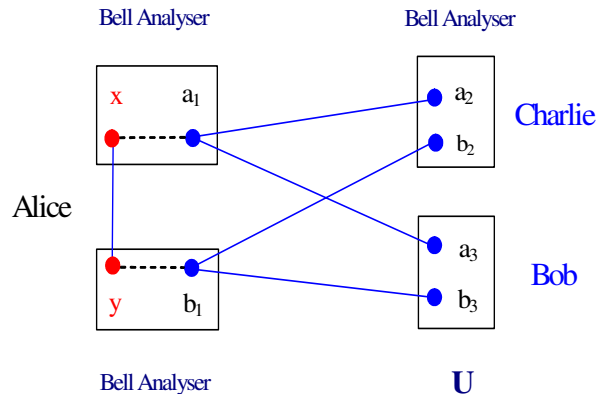 Bell Analyser Bell Analyser
x a₁
a₂
b₂
Charlie
Alice
a₃
b₃
Bob
y b₁
Bell Analyser U